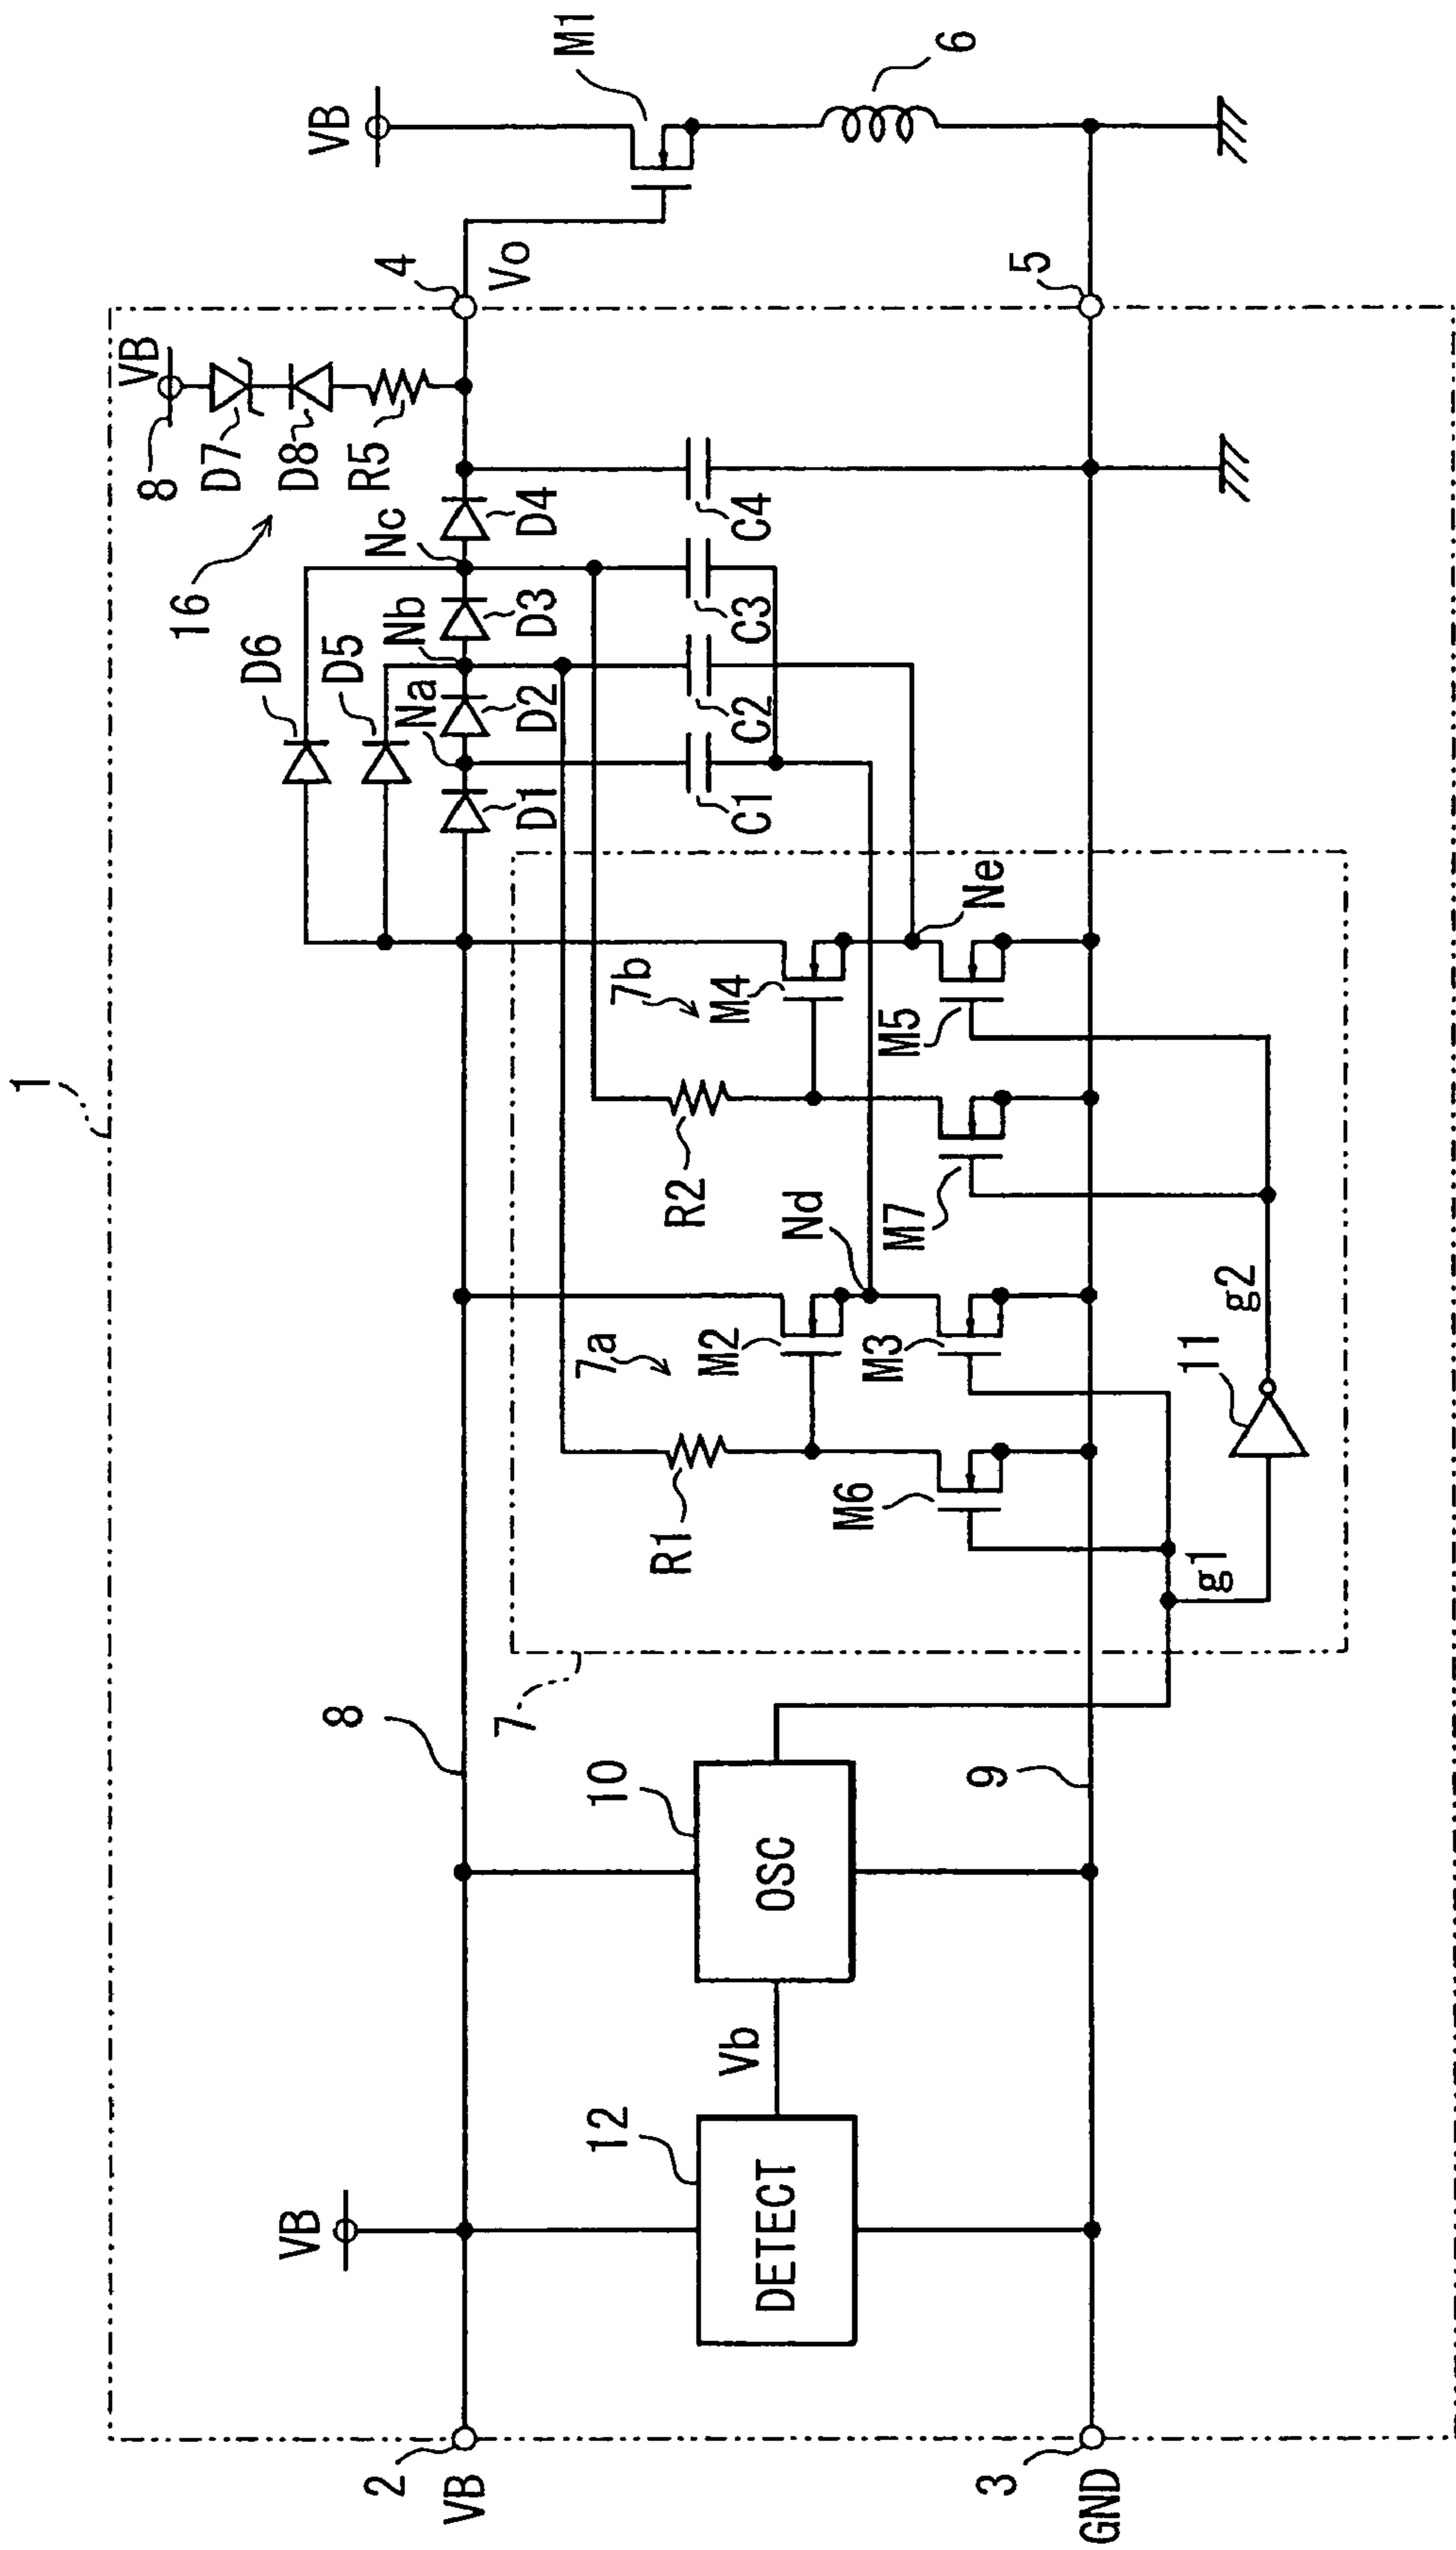 1
VB
M1
6
VB
8
D7
D8
R5
16
4
Vo
5
D6
D5
Nc
Nb
Na
D4
D3
D2
D1
C4
C3
C2
C1
Ne
7b
M4
M5
R2
M7
Nd
7a
M2
M3
R1
M6
g2
11
g1
7
8
9
10
OSC
Vb
12
DETECT
VB
2
VB
3
GND